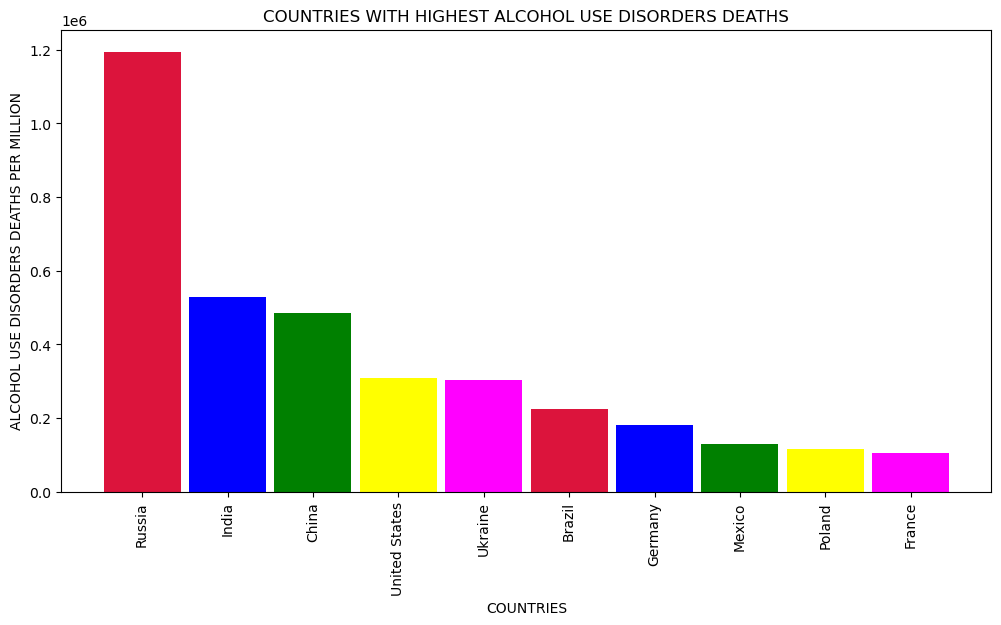 COUNTRIES WITH HIGHEST ALCOHOL USE DISORDERS DEATHS
1e6
ALCOHOL USE DISORDERS DEATHS PER MILLION
1.2
1.0
0.8
0.6
0.4
0.2
0.0
Russia
India
China
United States
Ukraine
Brazil
Germany
Mexico
Poland
France
COUNTRIES